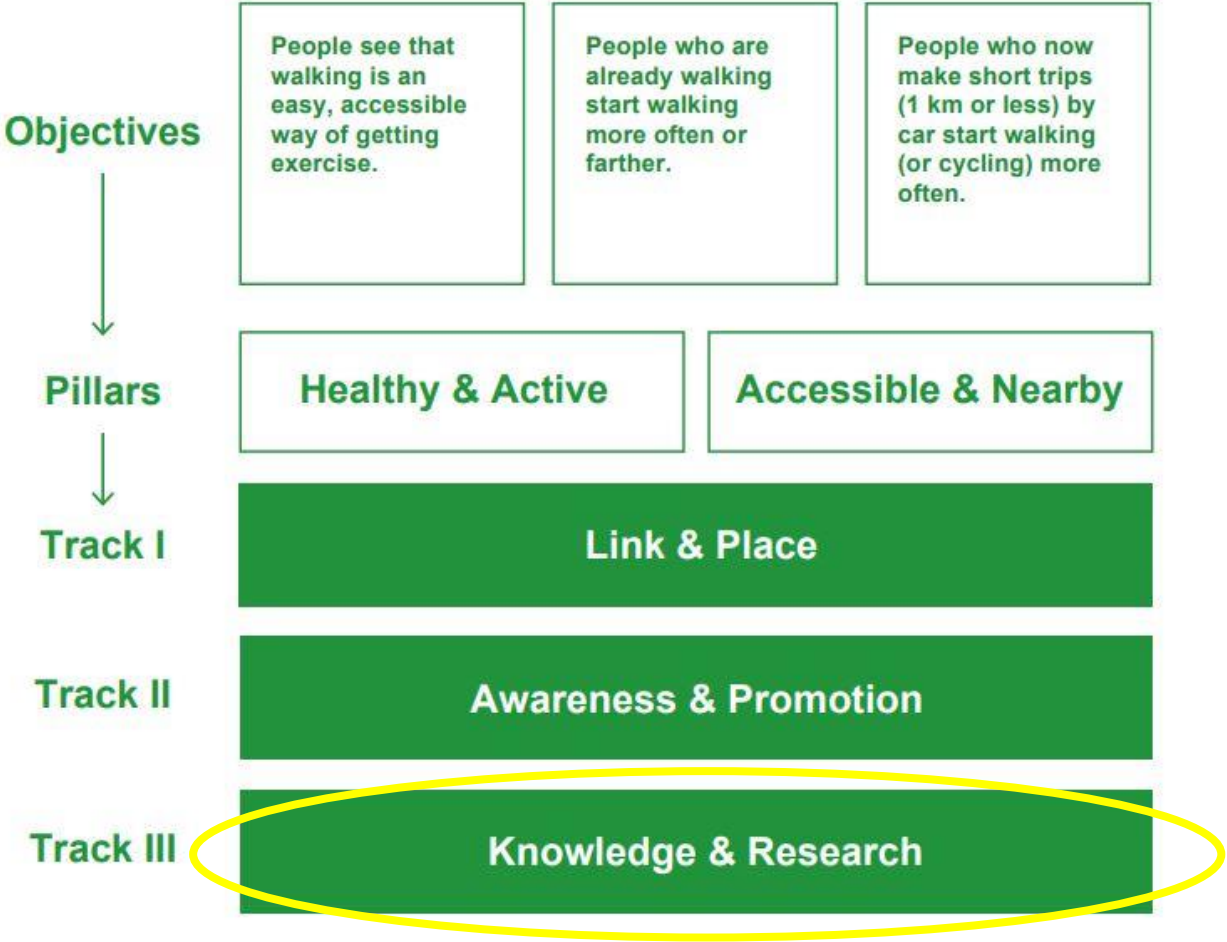 Objectives
People see that
walking is an
easy, accessible
way of getting
exercise.
People who are
already walking
start walking
more often or
farther.
People who now
make short trips
(1 km or less) by
car start walking
(or cycling) more
often.
Pillars
Healthy & Active
Accessible & Nearby
Track I
Link & Place
Track II
Awareness & Promotion
Track III
Knowledge & Research